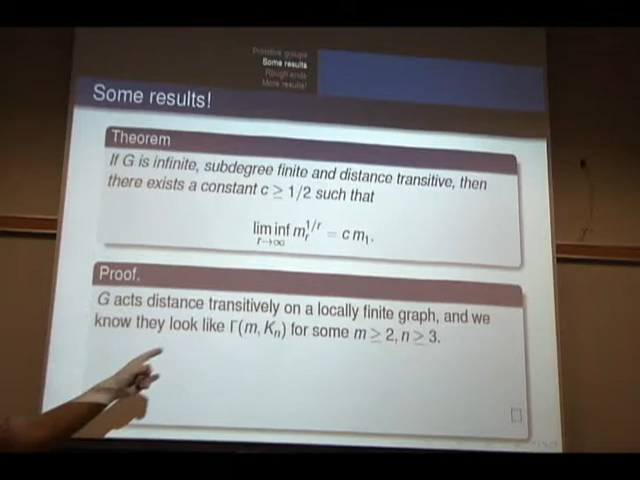 Primitive groups
Some results
Rough ends
More results!
Some results!
Theorem
If G is infinite, subdegree finite and distance transitive, then
there exists a constant c ≥ 1/2 such that
lim inf m_r^{1/r} = c m₁.
r→∞
Proof.
G acts distance transitively on a locally finite graph, and we
know they look like Γ(m, Kₙ) for some m ≥ 2, n ≥ 3.